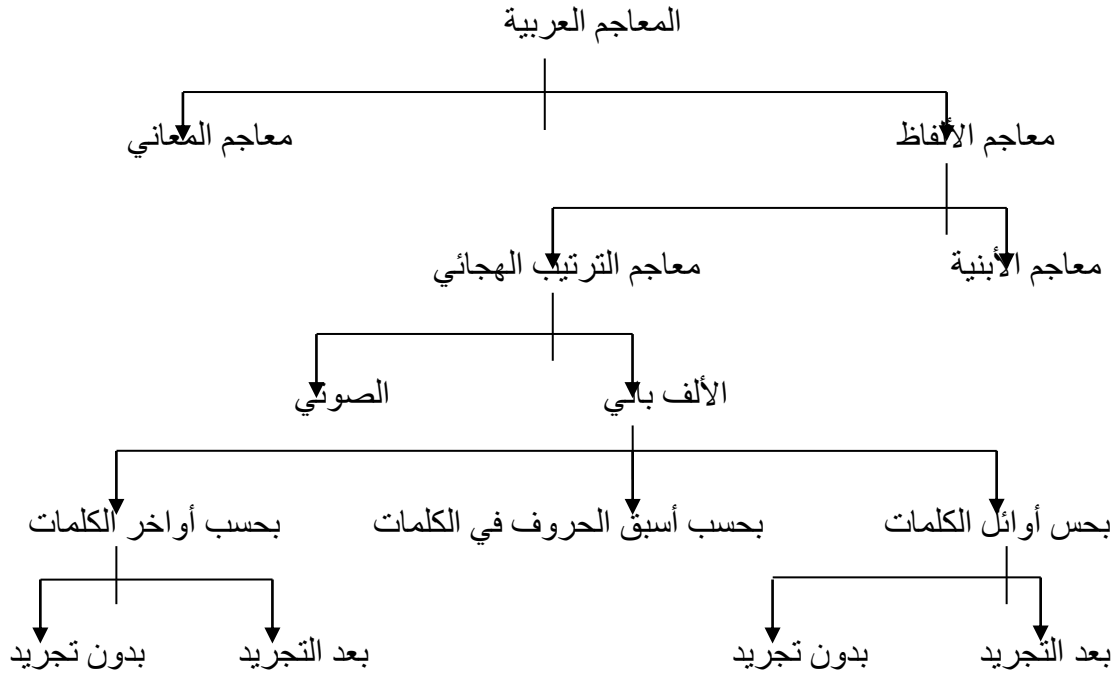 المعاجم العربية
معاجم الألفاظ معاجم المعاني
معاجم الأبنية معاجم الترتيب الهجائي
الألف بائي الصوتي
بحس أوائل الكلمات بحسب أسبق الحروف في الكلمات بحسب أواخر الكلمات
بعد التجريد بدون تجريد بعد التجريد بدون تجريد